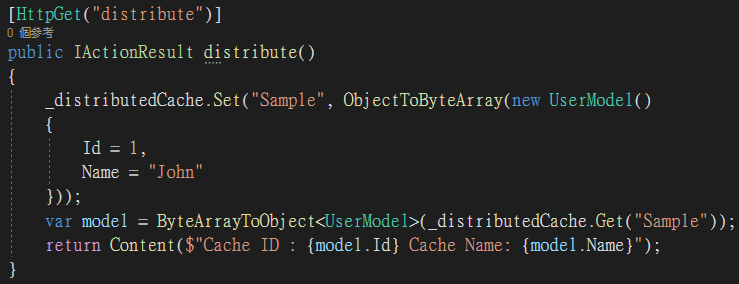 [HttpGet("distribute")]
0 個參考
public IActionResult distribute()
{
_distributedCache.Set("Sample", ObjectToByteArray(new UserModel()
{
Id = 1,
Name = "John"
}));
var model = ByteArrayToObject<UserModel>(_distributedCache.Get("Sample"));
return Content($"Cache ID : {model.Id} Cache Name: {model.Name}");
}